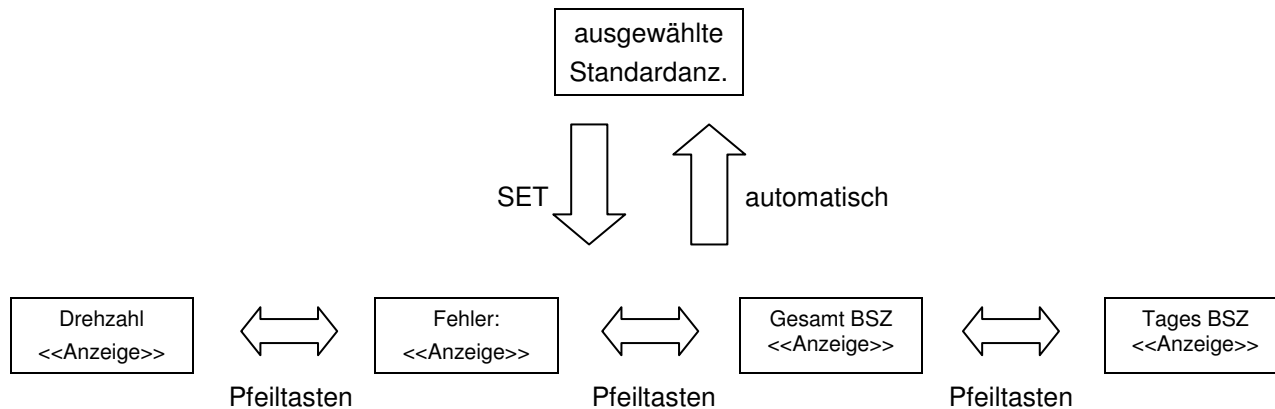 ausgewählte
Standardanz.
SET
automatisch
Drehzahl
<<Anzeige>>
Fehler:
<<Anzeige>>
Gesamt BSZ
<<Anzeige>>
Tages BSZ
<<Anzeige>>
Pfeiltasten
Pfeiltasten
Pfeiltasten